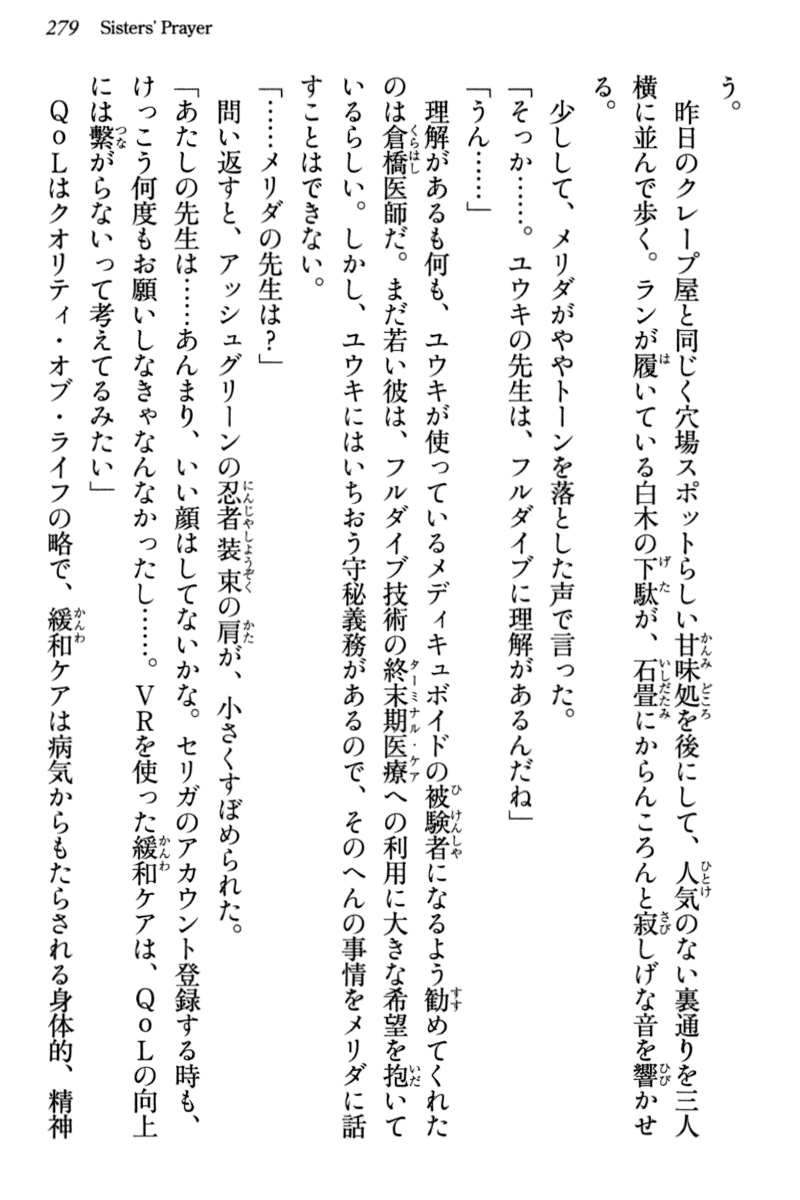 279 Sisters' Prayer
う。
　昨日のクレープ屋と同じく穴場スポットらしい甘味処を後にして、人気のない裏通りを三人
横に並んで歩く。ランが履いている白木の下駄が、石畳にからんころんと寂しげな音を響かせ
る。
　少しして、メリダがややトーンを落とした声で言った。
「そっか……。ユウキの先生は、フルダイブに理解があるんだね」
「うん……」
　理解があるも何も、ユウキが使っているメディキュボイドの被験者になるよう勧めてくれた
のは倉橋医師だ。まだ若い彼は、フルダイブ技術の終末期医療への利用に大きな希望を抱いて
いるらしい。しかし、ユウキにはいちおう守秘義務があるので、そのへんの事情をメリダに話
すことはできない。
「……メリダの先生は？」
　問い返すと、アッシュグリーンの忍者装束の肩が、小さくすぼめられた。
「あたしの先生は……あんまり、いい顔はしてないかな。セリガのアカウント登録する時も、
けっこう何度もお願いしなきゃなんなかったし……。VRを使った緩和ケアは、QoLの向上
には繋がらないって考えてるみたい」
　QoLはクオリティ・オブ・ライフの略で、緩和ケアは病気からもたらされる身体的、精神